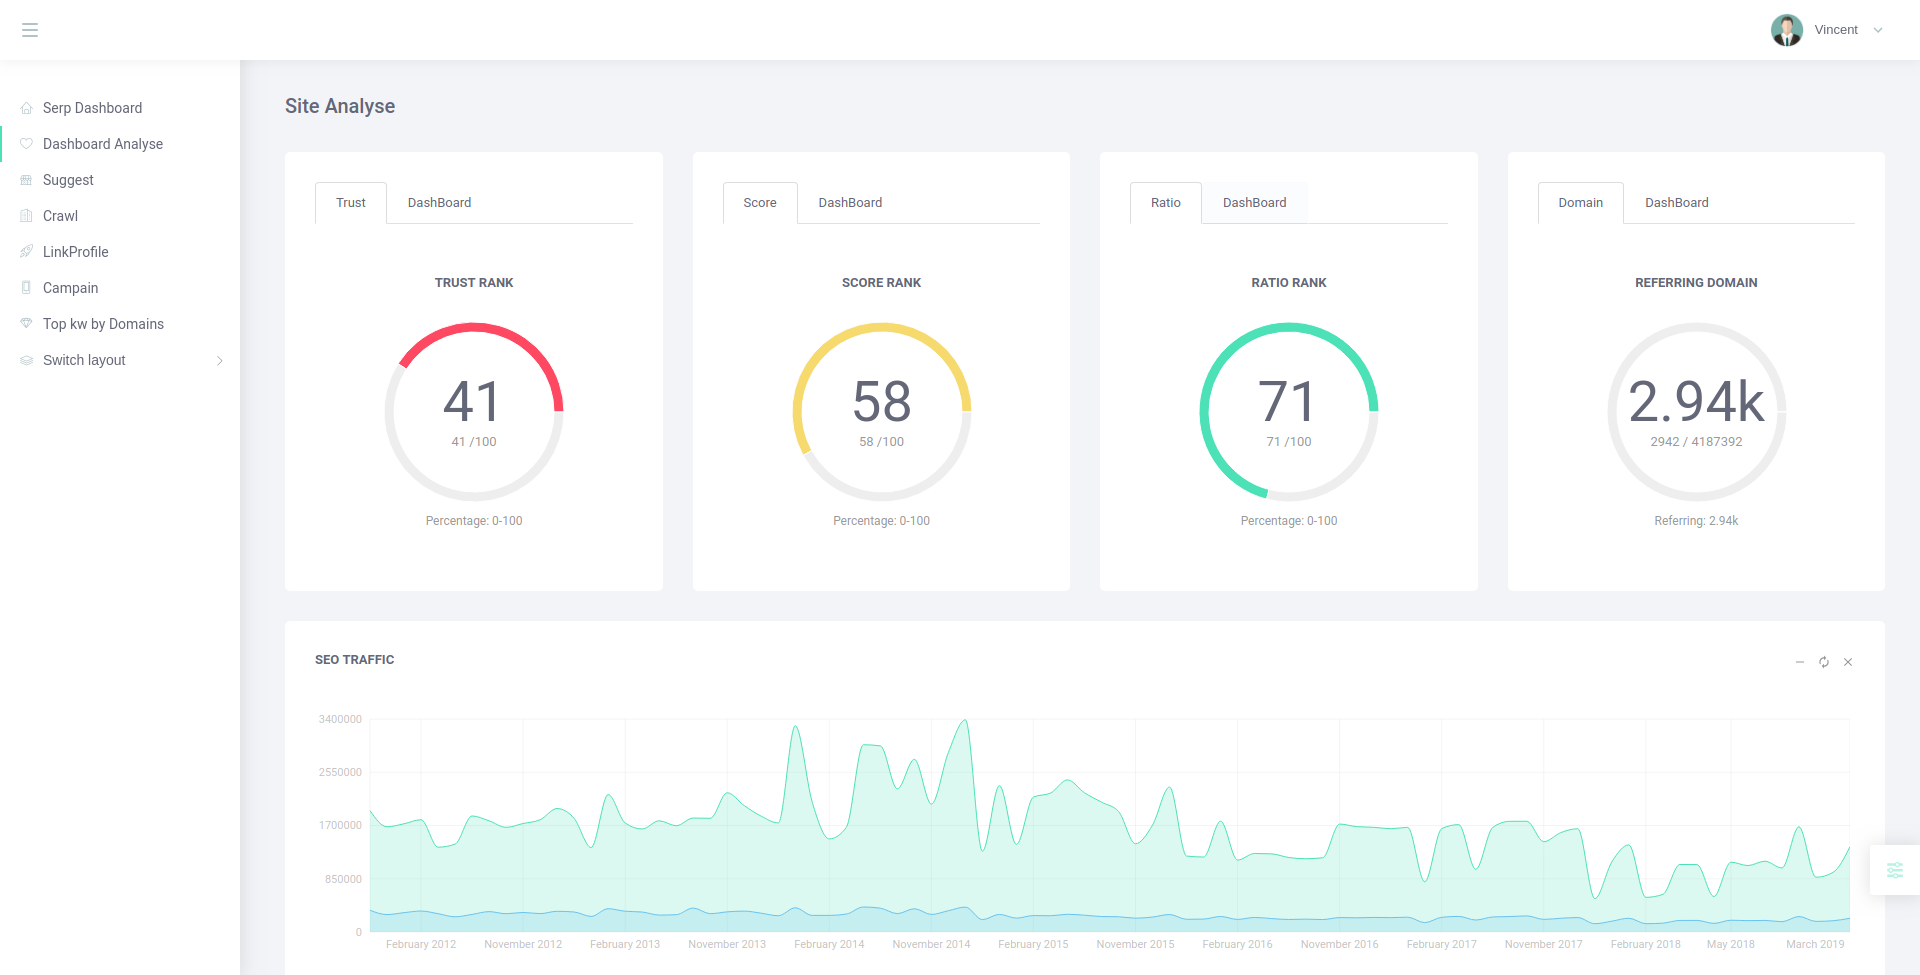 Vincent
Serp Dashboard
Dashboard Analyse
Suggest
Crawl
LinkProfile
Campain
Top kw by Domains
Switch layout
Site Analyse
Trust DashBoard
TRUST RANK
41
41 /100
Percentage: 0-100
Score DashBoard
SCORE RANK
58
58 /100
Percentage: 0-100
Ratio DashBoard
RATIO RANK
71
71 /100
Percentage: 0-100
Domain DashBoard
REFERRING DOMAIN
2.94k
2942 / 4187392
Referring: 2.94k
SEO TRAFFIC
3400000
2550000
1700000
850000
0
February 2012 November 2012 February 2013 November 2013 February 2014 November 2014 February 2015 November 2015 February 2016 November 2016 February 2017 November 2017 February 2018 May 2018 March 2019